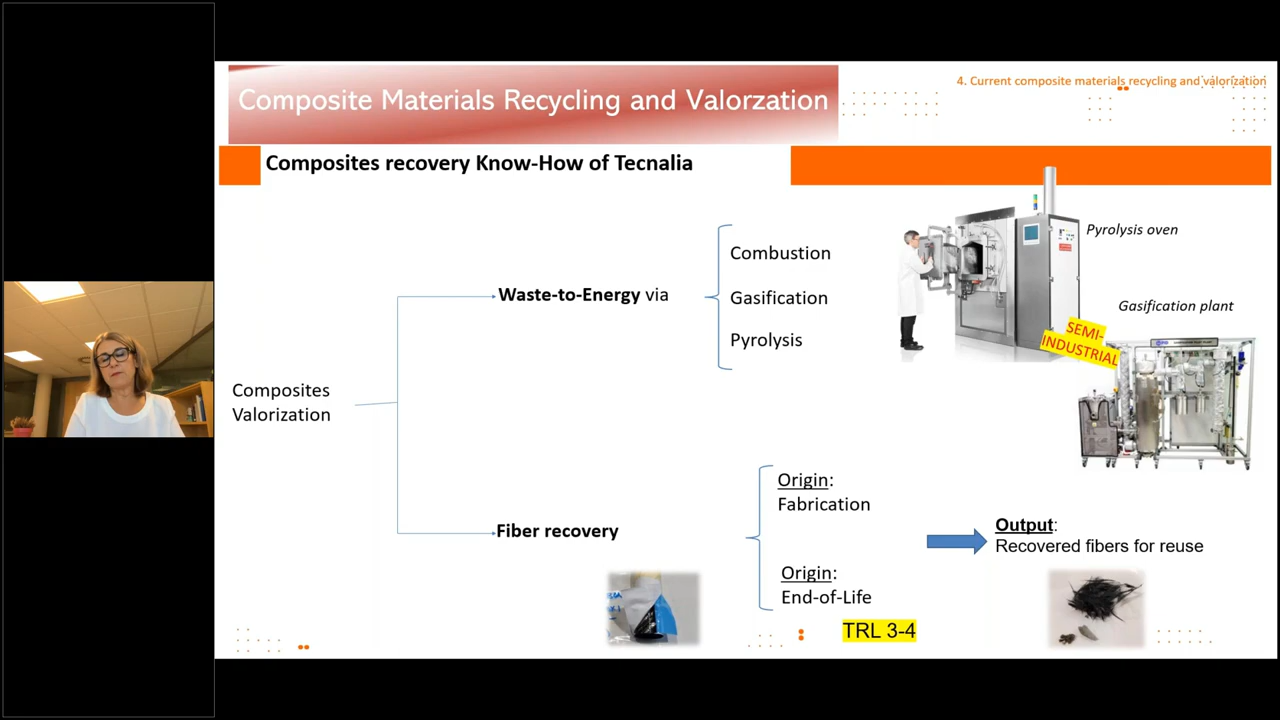 4. Current composite materials recycling and valorization
Composite Materials Recycling and Valorzation
Composites recovery Know-How of Tecnalia
Pyrolysis oven
Combustion
Waste-to-Energy via
Gasification
Gasification plant
SEMI-
INDUSTRIAL
Pyrolysis
Composites
Valorization
Origin:
Fabrication
Fiber recovery
Output:
Recovered fibers for reuse
Origin:
End-of-Life
TRL 3-4